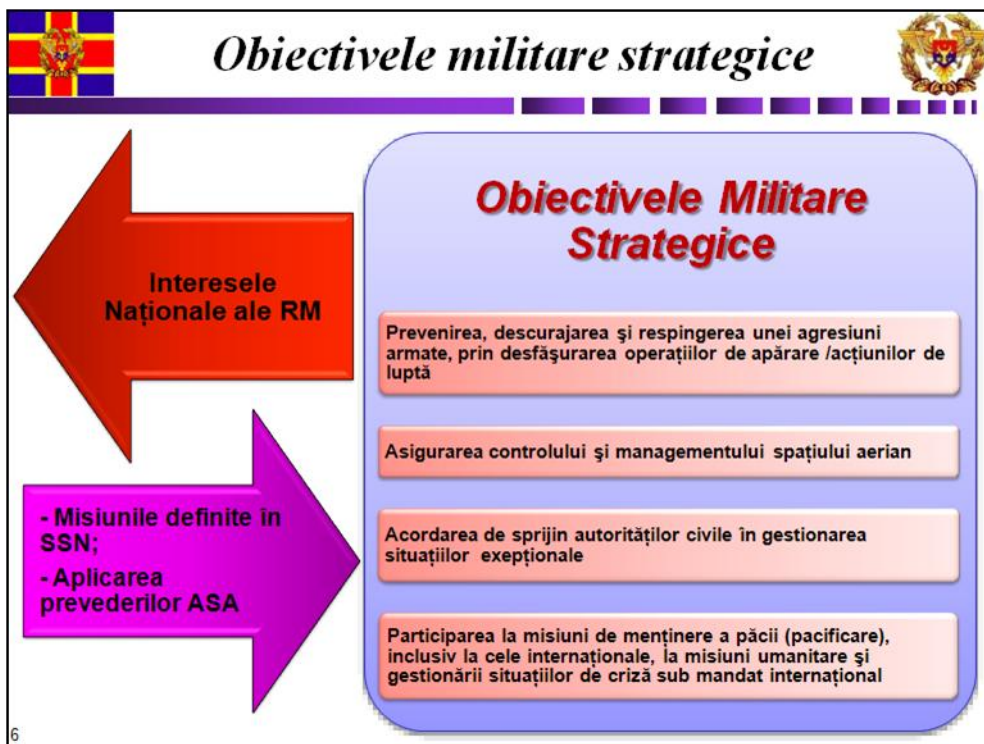 Obiectivele militare strategice
Interesele
Naționale ale RM
- Misiunile definite în
SSN;
- Aplicarea
prevederilor ASA
Obiectivele Militare
Strategice
Prevenirea, descurajarea şi respingerea unei agresiuni
armate, prin desfăşurarea operațiilor de apărare /acțiunilor de
luptă
Asigurarea controlului şi managementului spațiului aerian
Acordarea de sprijin autorităților civile în gestionarea
situațiilor exepționale
Participarea la misiuni de menținere a păcii (pacificare),
inclusiv la cele internaționale, la misiuni umanitare şi
gestionării situațiilor de criză sub mandat internațional
6